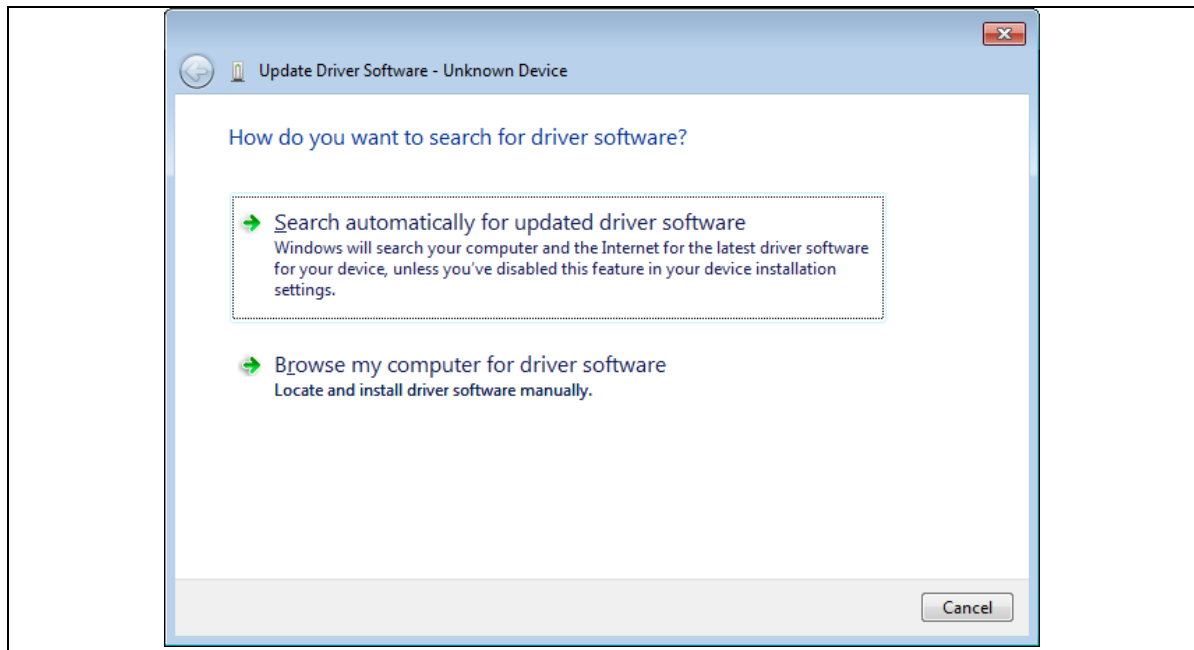 Update Driver Software - Unknown Device
How do you want to search for driver software?
Search automatically for updated driver software
Windows will search your computer and the Internet for the latest driver software
for your device, unless you've disabled this feature in your device installation
settings.
Browse my computer for driver software
Locate and install driver software manually.
Cancel